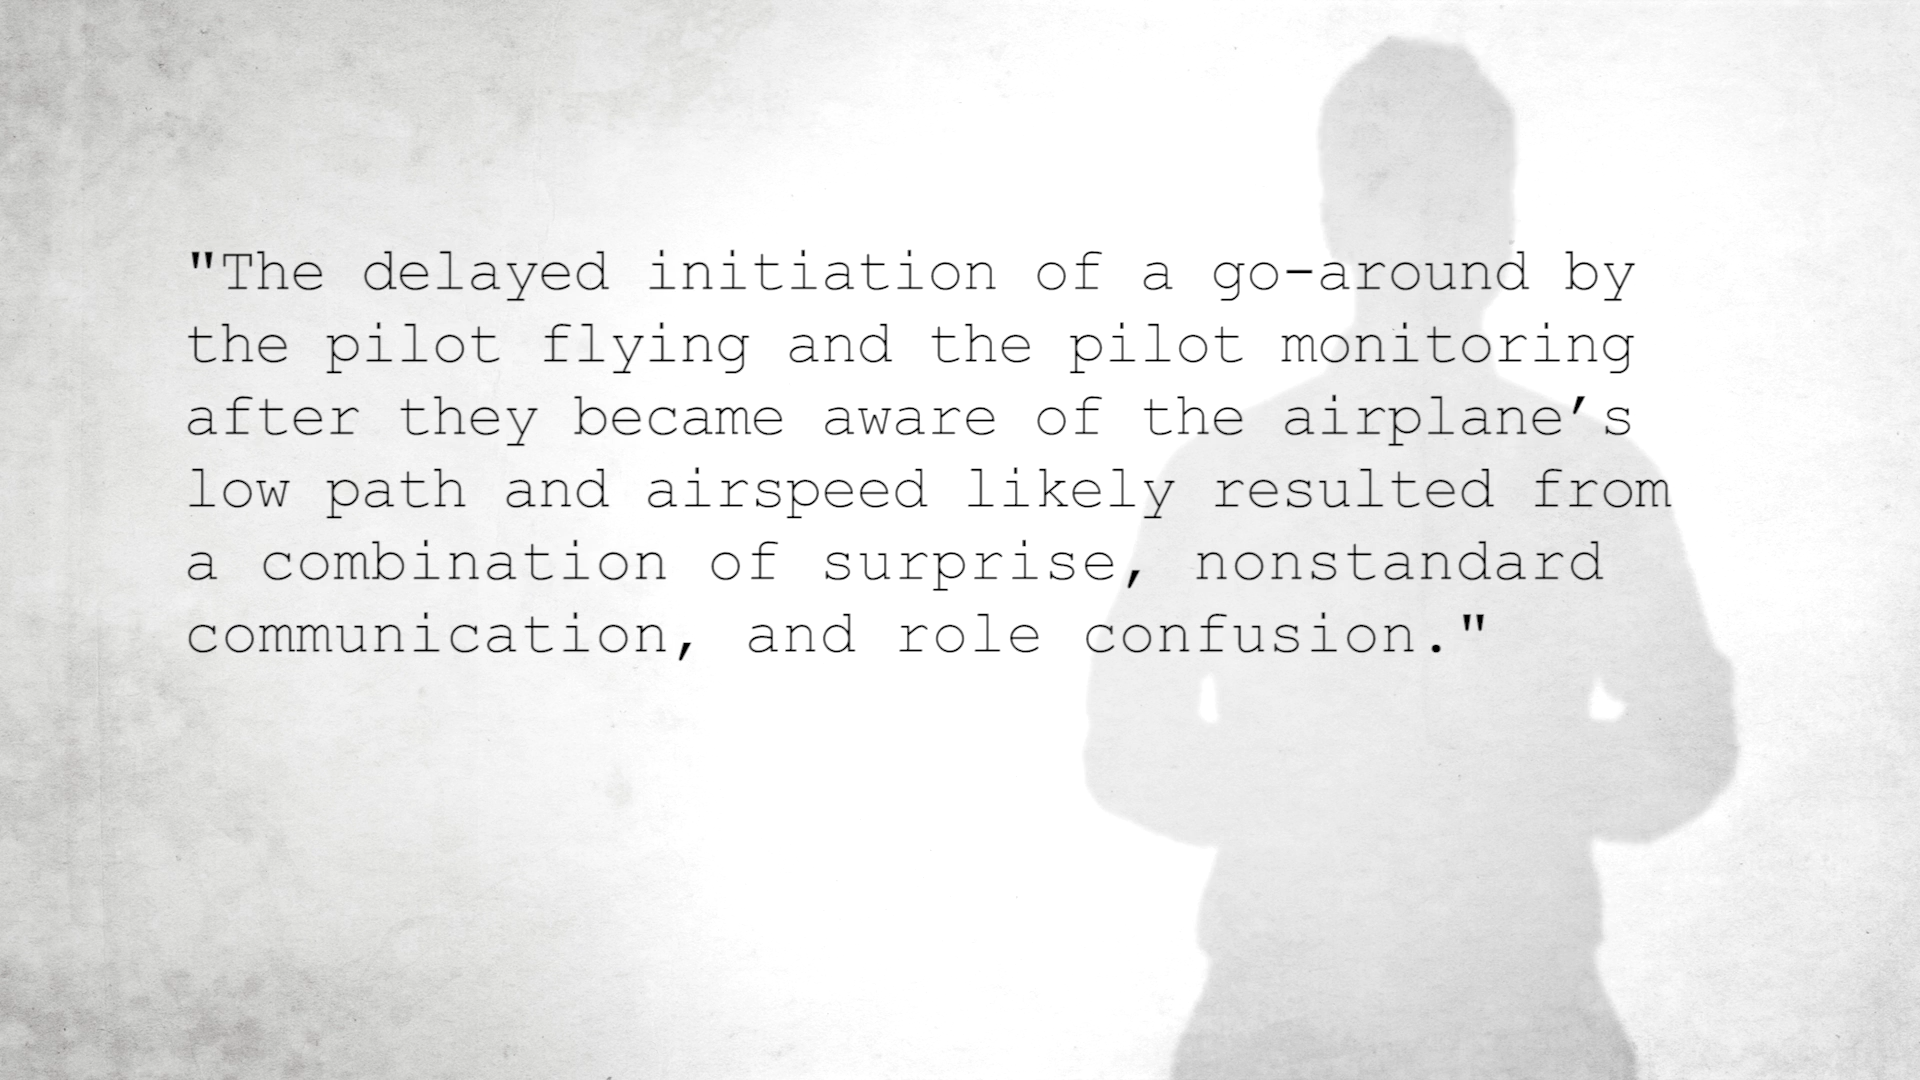 "The delayed initiation of a go-around by
the pilot flying and the pilot monitoring
after they became aware of the airplane’s
low path and airspeed likely resulted from
a combination of surprise, nonstandard
communication, and role confusion."